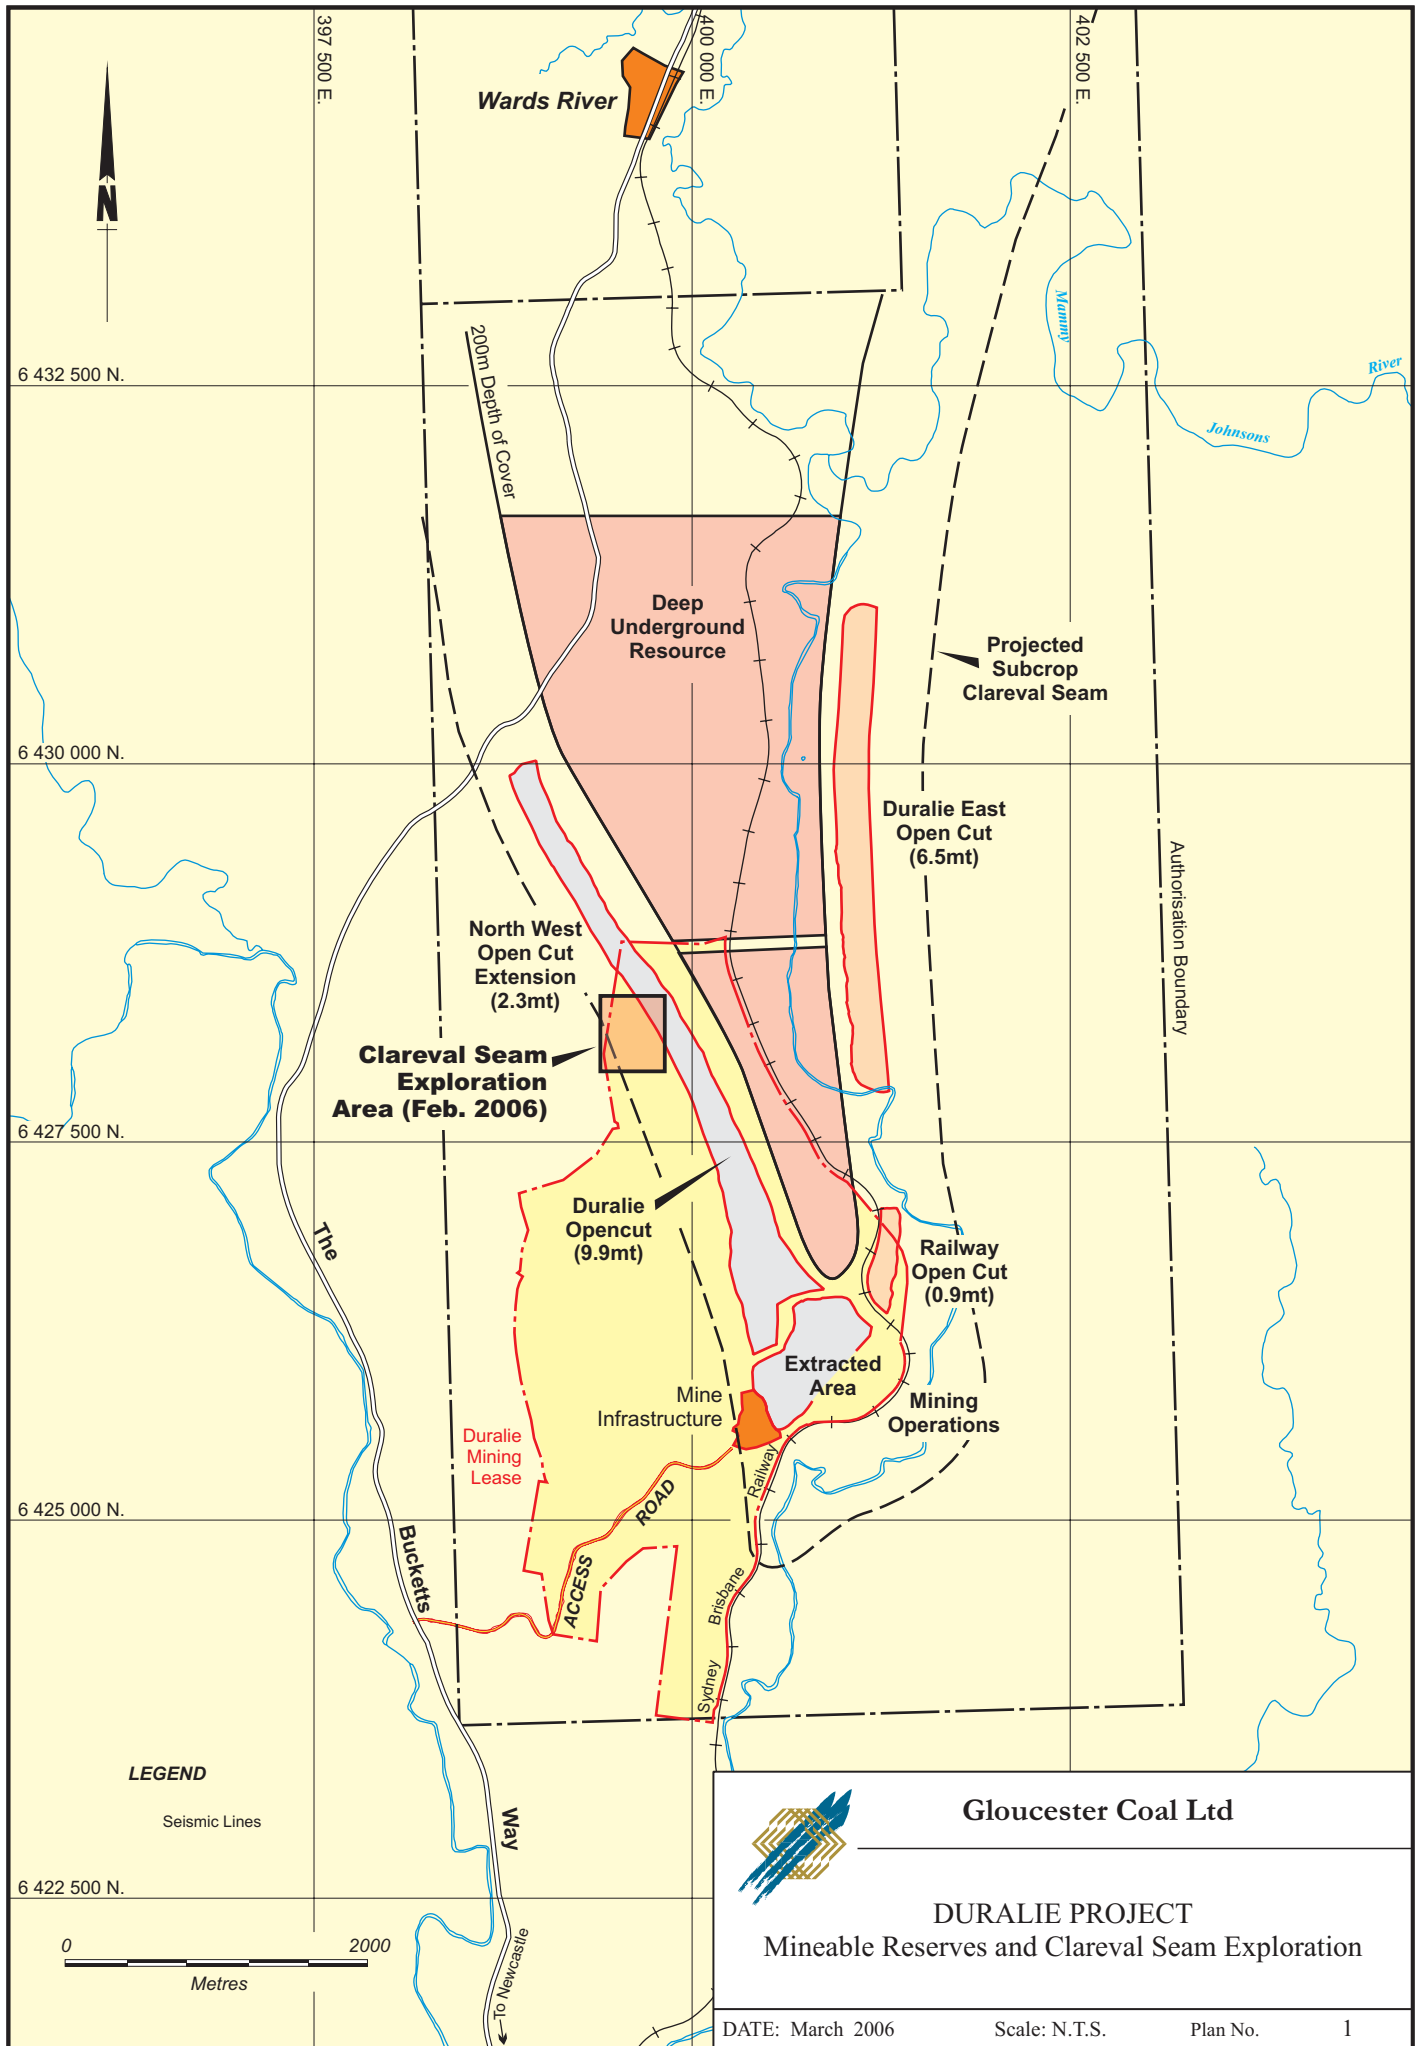 397 500 E.
400 000 E.
402 500 E.
Wards River
N
Mammy
Johnsons
River
6 432 500 N.
200m Depth of Cover
Deep
Underground
Resource
Projected
Subcrop
Clareval Seam
6 430 000 N.
Duralie East
Open Cut
(6.5mt)
Authorisation Boundary
North West
Open Cut
Extension
(2.3mt)
Clareval Seam
Exploration
Area (Feb. 2006)
6 427 500 N.
Duralie
Opencut
(9.9mt)
The
Railway
Open Cut
(0.9mt)
Extracted
Area
Mine
Infrastructure
Mining
Operations
Duralie
Mining
Lease
Railway
ROAD
6 425 000 N.
Bucketts
ACCESS
Brisbane
Sydney
LEGEND
Seismic Lines
Way
6 422 500 N.
To Newcastle
0 2000
Metres
Gloucester Coal Ltd
DURALIE PROJECT
Mineable Reserves and Clareval Seam Exploration
DATE: March 2006 Scale: N.T.S. Plan No. 1